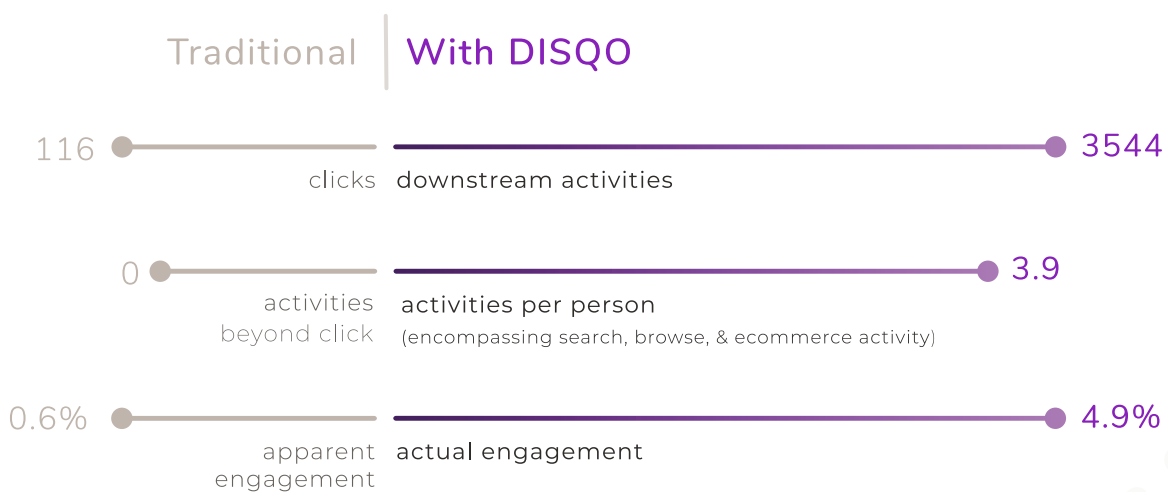 Traditional With DISQO
116 3544
clicks downstream activities
0 3.9
activities activities per person
beyond click (encompassing search, browse, & ecommerce activity)
0.6% 4.9%
apparent actual engagement
engagement